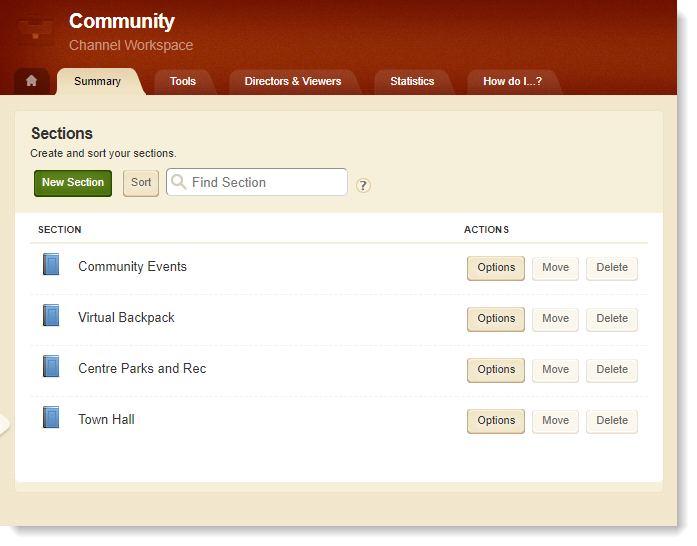 Community
Channel Workspace
Summary Tools Directors & Viewers Statistics How do I...?
Sections
Create and sort your sections.
New Section Sort Find Section ?
SECTION ACTIONS
Community Events Options Move Delete
Virtual Backpack Options Move Delete
Centre Parks and Rec Options Move Delete
Town Hall Options Move Delete